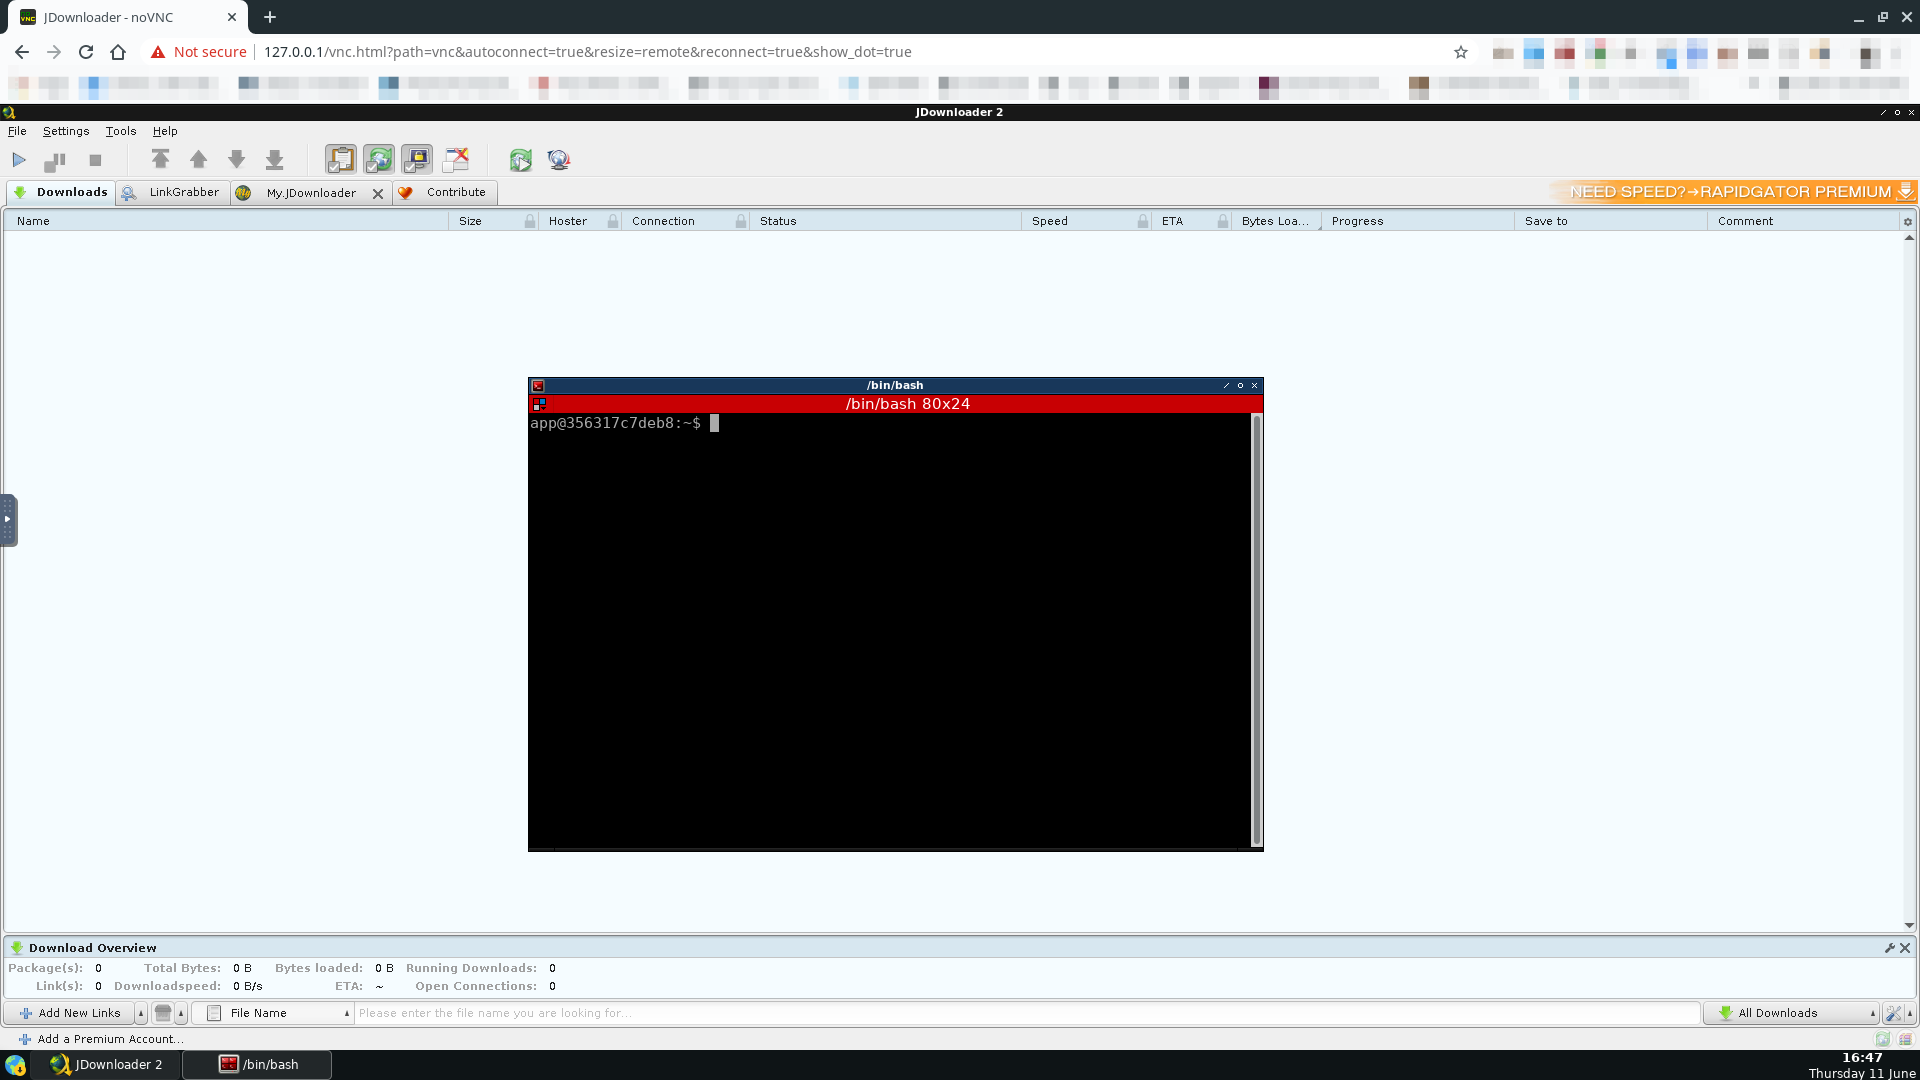 JDownloader - noVNC
Not secure
127.0.0.1/vnc.html?path=vnc&autoconnect=true&resize=remote&reconnect=true&show_dot=true
JDownloader 2
File Settings Tools Help
Downloads LinkGrabber My.JDownloader Contribute
NEED SPEED?→RAPIDGATOR PREMIUM
Name Size Hoster Connection Status Speed ETA Bytes Loa... Progress Save to Comment
/bin/bash
/bin/bash 80x24
app@356317c7deb8:~$
Download Overview
Package(s): 0 Total Bytes: 0 B Bytes loaded: 0 B Running Downloads: 0
Link(s): 0 Downloadspeed: 0 B/s ETA: ~ Open Connections: 0
Add New Links File Name Please enter the file name you are looking for... All Downloads
Add a Premium Account...
JDownloader 2 /bin/bash 16:47
Thursday 11 June